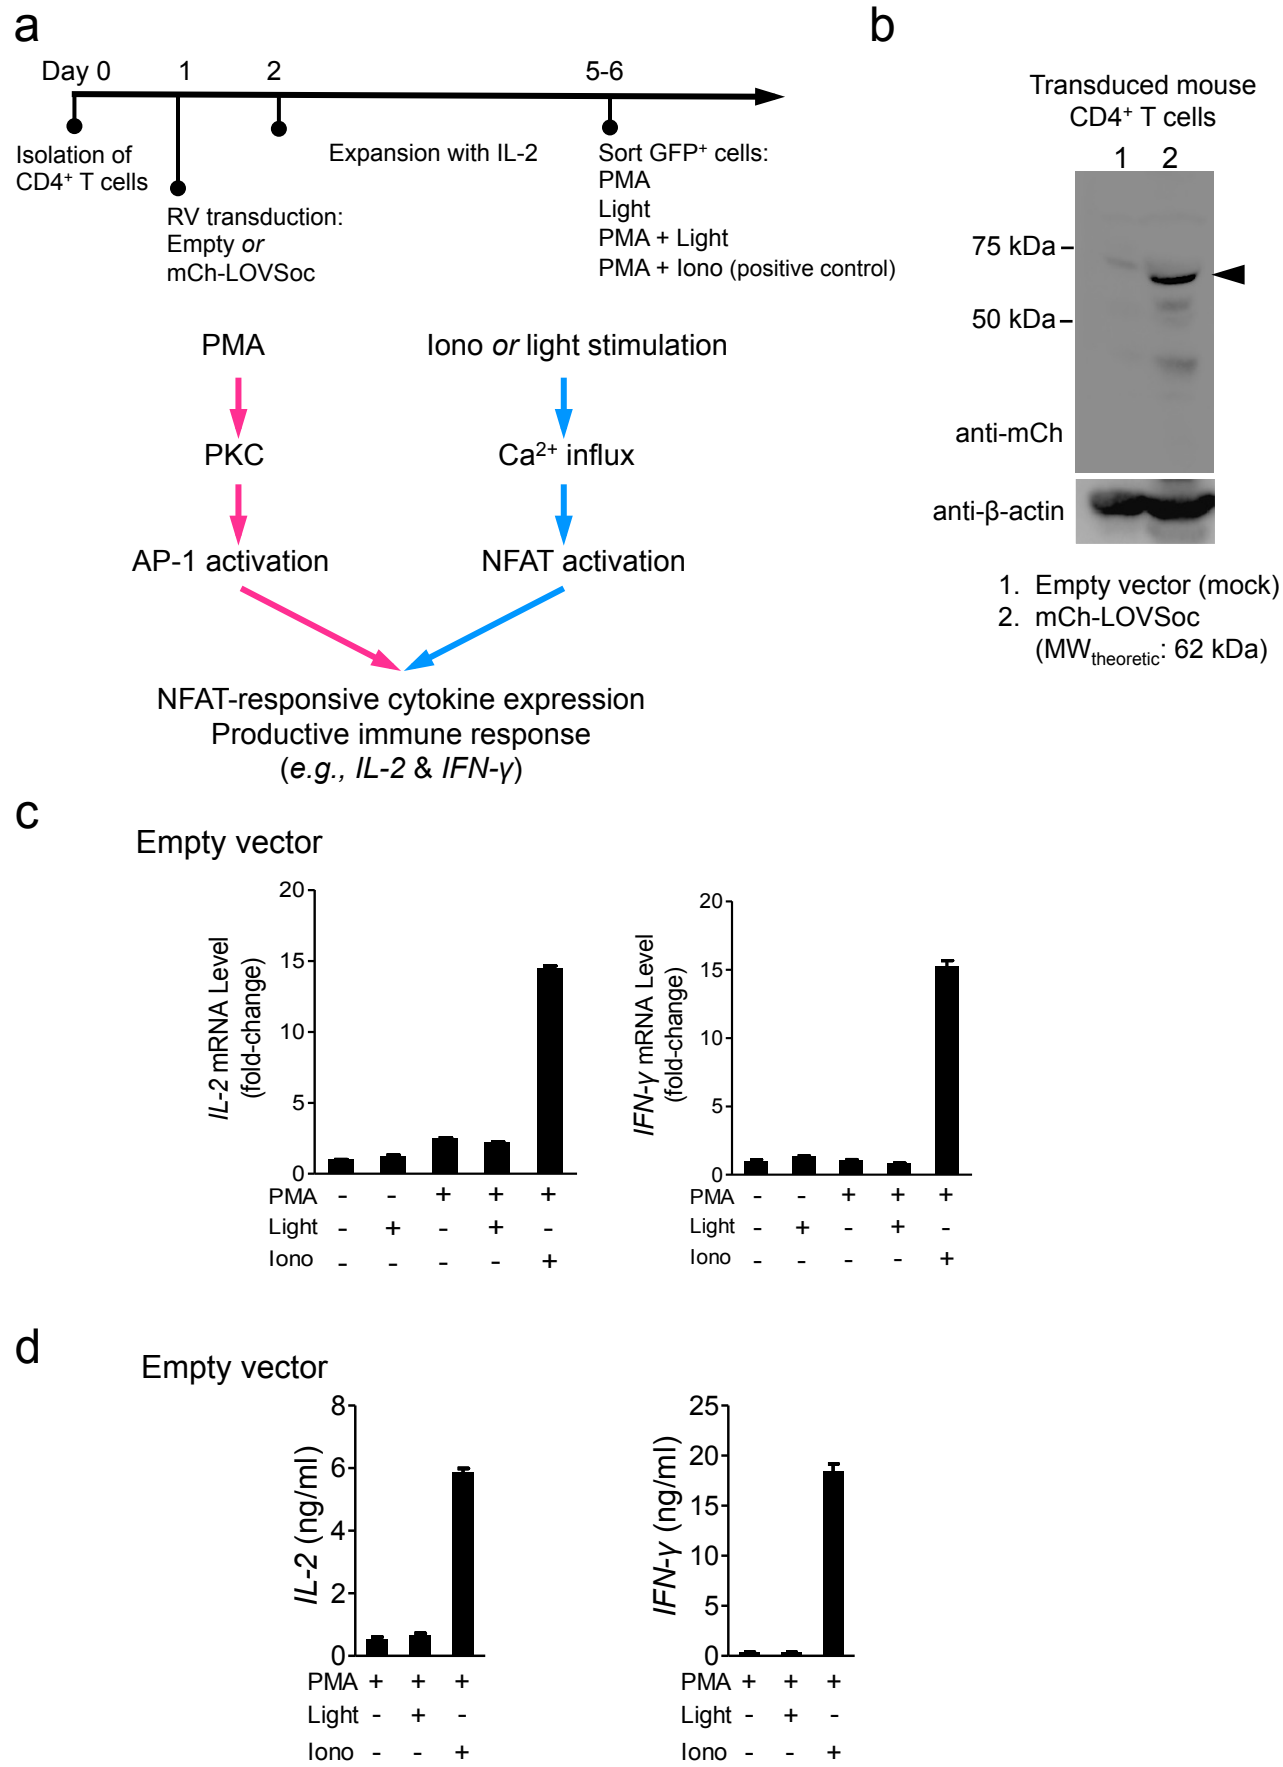 a
Day 0 1 2 5-6
Isolation of
CD4⁺ T cells
RV transduction:
Empty or
mCh-LOVSoc
Expansion with IL-2
Sort GFP⁺ cells:
PMA
Light
PMA + Light
PMA + Iono (positive control)
PMA
PKC
AP-1 activation
Iono or light stimulation
Ca²⁺ influx
NFAT activation
NFAT-responsive cytokine expression
Productive immune response
(e.g., IL-2 & IFN-γ)
b
Transduced mouse
CD4⁺ T cells
1 2
75 kDa
50 kDa
anti-mCh
anti-β-actin
1. Empty vector (mock)
2. mCh-LOVSoc
(MWtheoretic: 62 kDa)
c
Empty vector
IL-2 mRNA Level
(fold-change)
20
15
10
5
0
PMA - - + + +
Light - + - + -
Iono - - - - +
IFN-γ mRNA Level
(fold-change)
20
15
10
5
0
PMA - - + + +
Light - + - + -
Iono - - - - +
d
Empty vector
IL-2 (ng/ml)
8
6
4
2
0
PMA + + +
Light - + -
Iono - - +
IFN-γ (ng/ml)
25
20
15
10
5
0
PMA + + +
Light - + -
Iono - - +